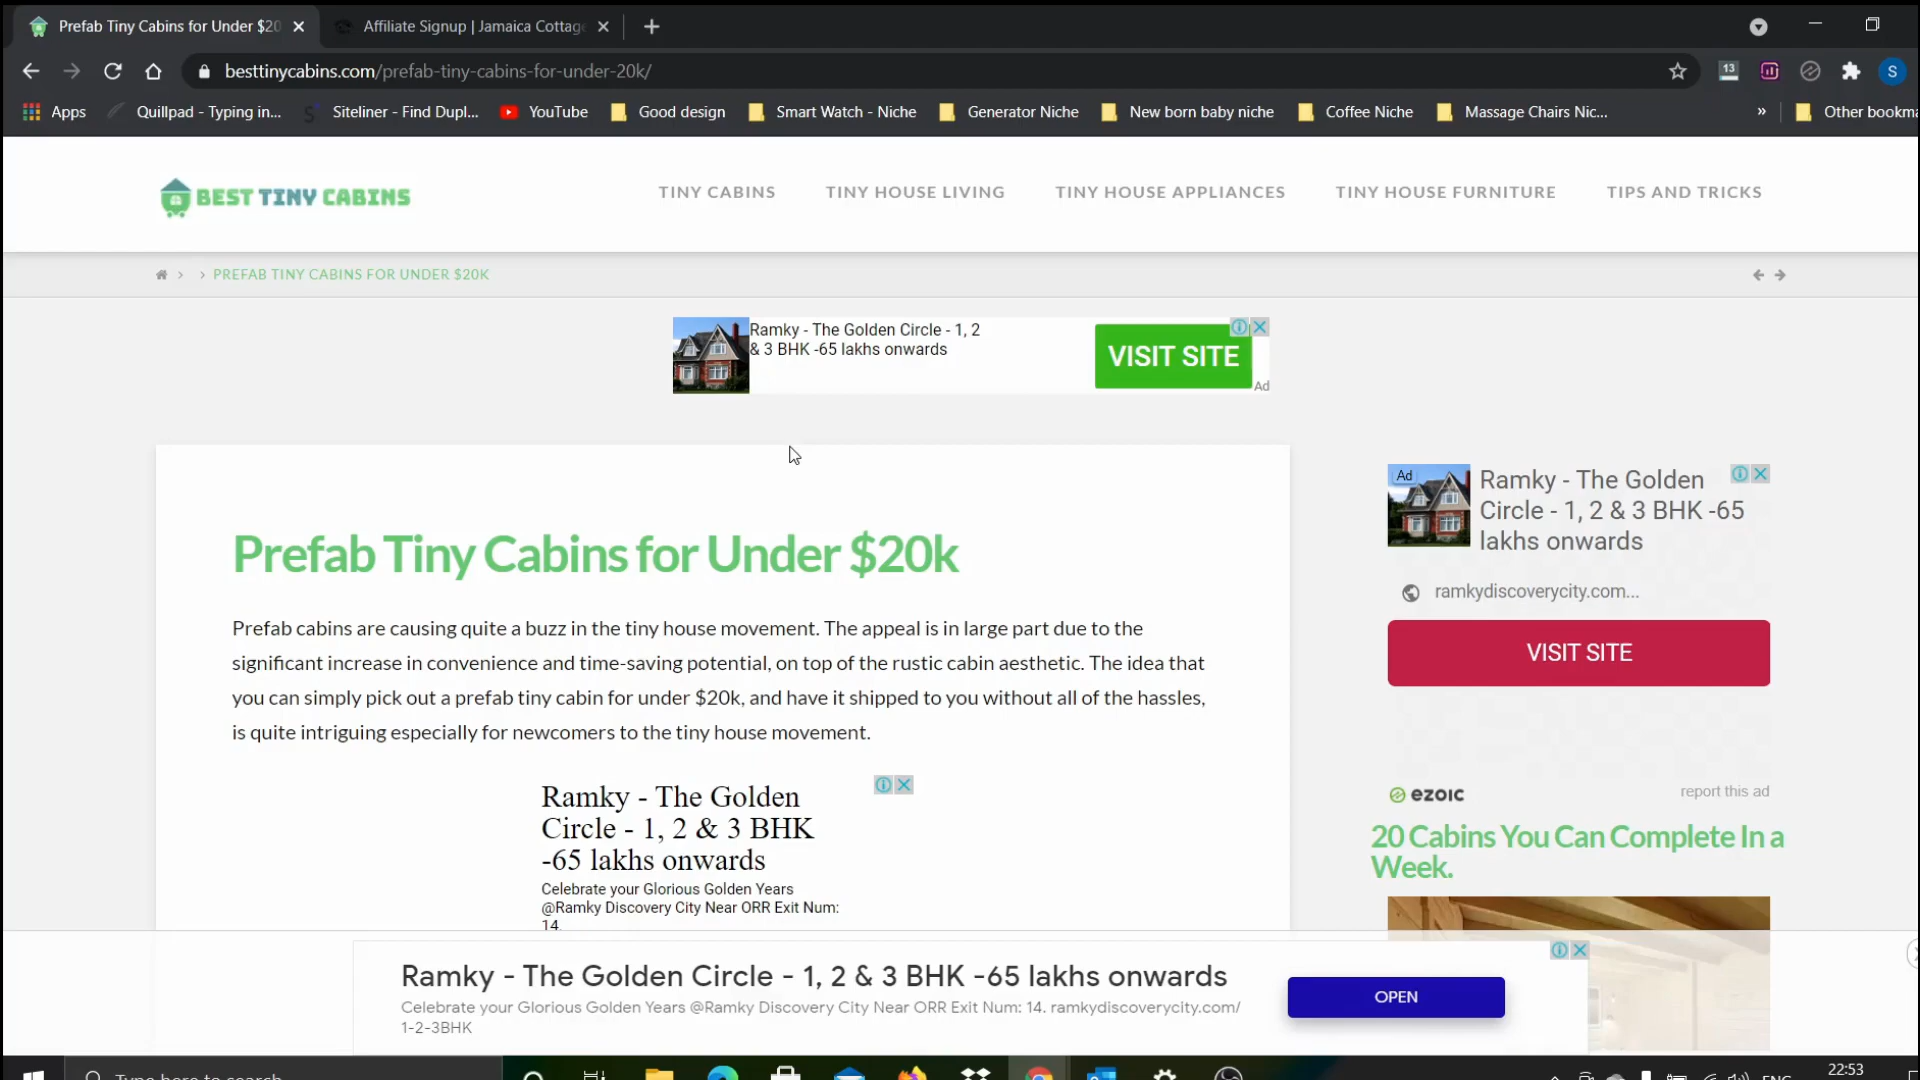 Prefab Tiny Cabins for Under $20
Affiliate Signup | Jamaica Cottag
besttinycabins.com/prefab-tiny-cabins-for-under-20k/
13
S
Apps
Quillpad - Typing in...
Siteliner - Find Dupl...
YouTube
Good design
Smart Watch - Niche
Generator Niche
New born baby niche
Coffee Niche
Massage Chairs Nic...
»
Other bookma
BEST TINY CABINS
TINY CABINS
TINY HOUSE LIVING
TINY HOUSE APPLIANCES
TINY HOUSE FURNITURE
TIPS AND TRICKS
PREFAB TINY CABINS FOR UNDER $20K
Ramky - The Golden Circle - 1, 2
& 3 BHK -65 lakhs onwards
VISIT SITE
Ad
Prefab Tiny Cabins for Under $20k
Prefab cabins are causing quite a buzz in the tiny house movement. The appeal is in large part due to the
significant increase in convenience and time-saving potential, on top of the rustic cabin aesthetic. The idea that
you can simply pick out a prefab tiny cabin for under $20k, and have it shipped to you without all of the hassles,
is quite intriguing especially for newcomers to the tiny house movement.
Ramky - The Golden
Circle - 1, 2 & 3 BHK
-65 lakhs onwards
Celebrate your Glorious Golden Years
@Ramky Discovery City Near ORR Exit Num:
14.
Ad
Ramky - The Golden
Circle - 1, 2 & 3 BHK -65
lakhs onwards
ramkydiscoverycity.com...
VISIT SITE
ezoic
report this ad
20 Cabins You Can Complete In a
Week.
Ramky - The Golden Circle - 1, 2 & 3 BHK -65 lakhs onwards
Celebrate your Glorious Golden Years @Ramky Discovery City Near ORR Exit Num: 14. ramkydiscoverycity.com/
1-2-3BHK
OPEN
Type here to search
ENG
22:53